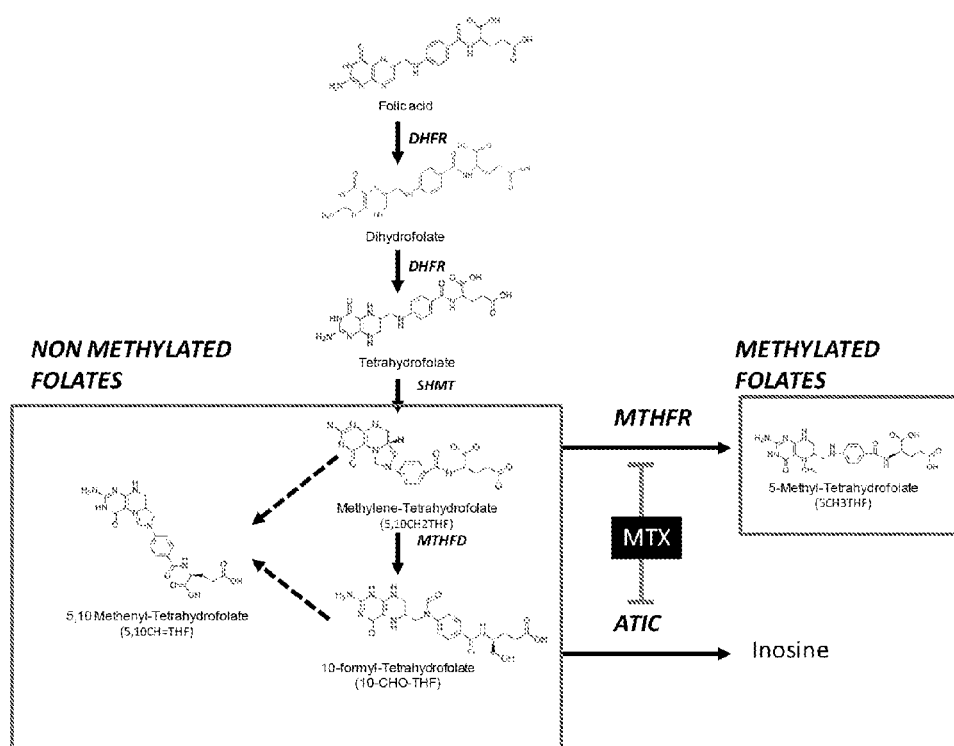 Folic acid
DHFR
Dihydrofolate
DHFR
Tetrahydrofolate
NON METHYLATED
FOLATES
METHYLATED
FOLATES
SHMT
MTHFR
Methylene-Tetrahydrofolate
(5,10CH2THF)
MTHFD
5-Methyl-Tetrahydrofolate
(5CH3THF)
MTX
5,10 Methenyl-Tetrahydrofolate
(5,10CH=THF)
ATIC
10-formyl-Tetrahydrofolate
(10-CHO-THF)
Inosine